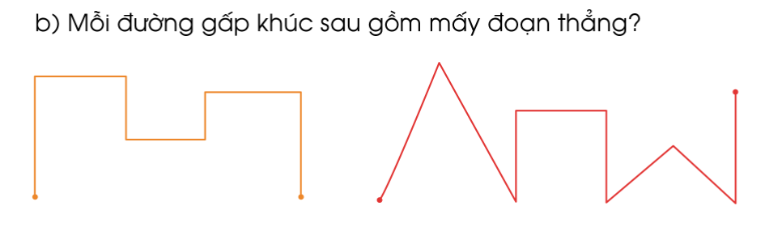 b) Mỗi đường gấp khúc sau gồm mấy đoạn thẳng?